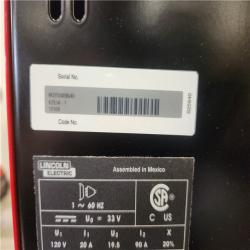 Serial No.
Code No.
LINCOLN
ELECTRIC
Assembled in Mexico
1 ~ 60 HZ
U₀ = 33 V
C US
U₁ I₁ U₂ I₂ X
120 V 20 A 19.5 90 A 20%